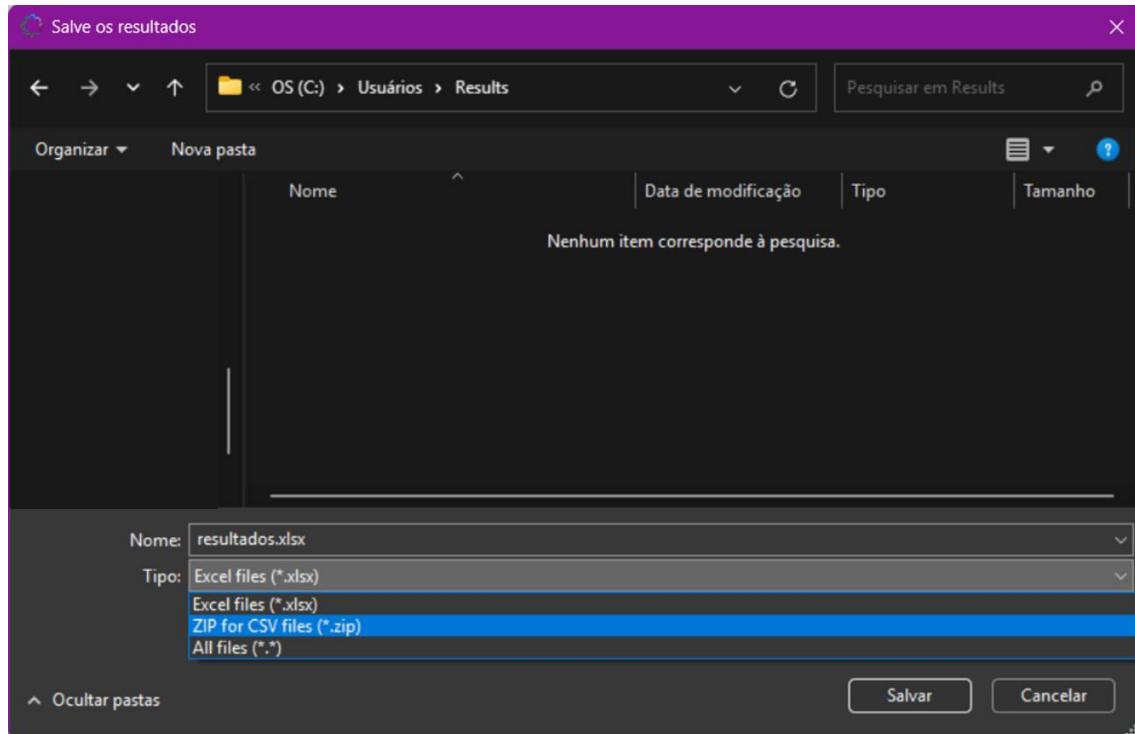 Salve os resultados
« OS (C:) › Usuários › Results
Pesquisar em Results
Organizar Nova pasta
?
Nome Data de modificação Tipo Tamanho
Nenhum item corresponde à pesquisa.
Nome: resultados.xlsx
Tipo: Excel files (*.xlsx)
Excel files (*.xlsx)
ZIP for CSV files (*.zip)
All files (*.*)
Ocultar pastas Salvar Cancelar